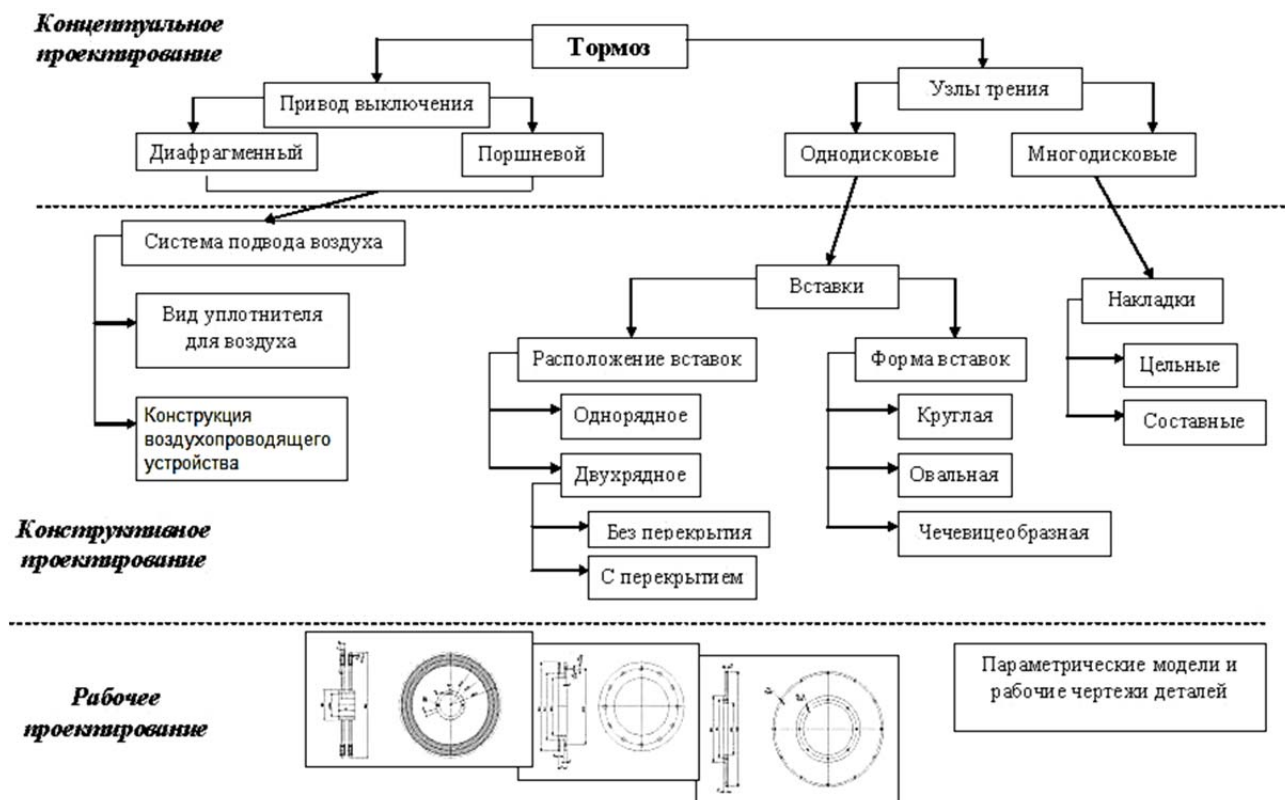 Концептуальное
проектирование
Тормоз
Привод выключения
Узлы трения
Диафрагменный
Поршневой
Однодисковые
Многодисковые
Система подвода воздуха
Вставки
Накладки
Вид уплотнителя
для воздуха
Расположение вставок
Форма вставок
Цельные
Конструкция
воздухопроводящего
устройства
Однорядное
Круглая
Составные
Двухрядное
Овальная
Без перекрытия
Чечевицеобразная
С перекрытием
Конструктивное
проектирование
Рабочее
проектирование
Параметрические модели и
рабочие чертежи деталей